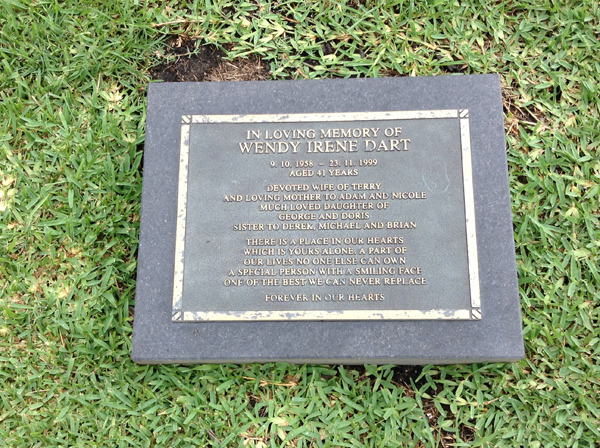 IN LOVING MEMORY OF
WENDY IRENE DART
9. 10. 1958 - 23. 11. 1999
AGED 41 YEARS
DEVOTED WIFE OF TERRY
AND LOVING MOTHER TO ADAM AND NICOLE
MUCH LOVED DAUGHTER OF
GEORGE AND DORIS
SISTER TO DEREK, MICHAEL AND BRIAN
THERE IS A PLACE IN OUR HEARTS
WHICH IS YOURS ALONE, A PART OF
OUR LIVES NO ONE ELSE CAN OWN
A SPECIAL PERSON WITH A SMILING FACE
ONE OF THE BEST WE CAN NEVER REPLACE
FOREVER IN OUR HEARTS